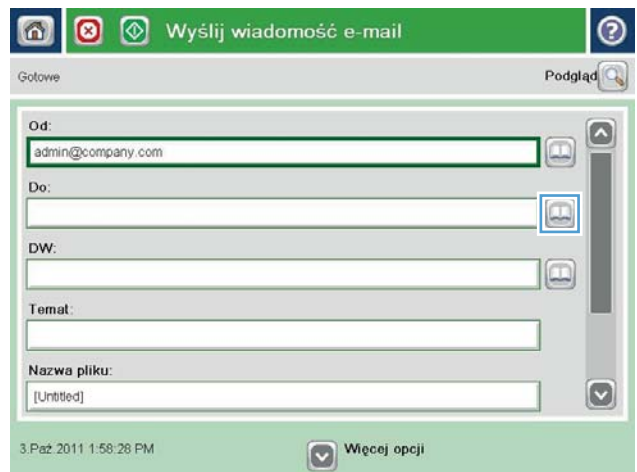 Wyślij wiadomość e-mail
Gotowe
Podgląd
Od:
admin@company.com
Do:
DW:
Temat:
Nazwa pliku:
[Untitled]
3.Paź.2011 1:58:28 PM
Więcej opcji